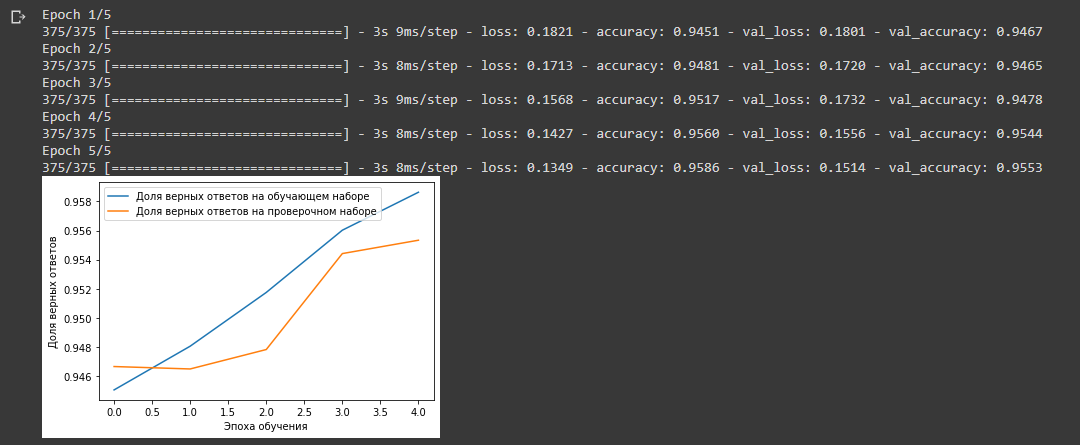 Epoch 1/5
375/375 [==============================] - 3s 9ms/step - loss: 0.1821 - accuracy: 0.9451 - val_loss: 0.1801 - val_accuracy: 0.9467
Epoch 2/5
375/375 [==============================] - 3s 8ms/step - loss: 0.1713 - accuracy: 0.9481 - val_loss: 0.1720 - val_accuracy: 0.9465
Epoch 3/5
375/375 [==============================] - 3s 9ms/step - loss: 0.1568 - accuracy: 0.9517 - val_loss: 0.1732 - val_accuracy: 0.9478
Epoch 4/5
375/375 [==============================] - 3s 8ms/step - loss: 0.1427 - accuracy: 0.9560 - val_loss: 0.1556 - val_accuracy: 0.9544
Epoch 5/5
375/375 [==============================] - 3s 8ms/step - loss: 0.1349 - accuracy: 0.9586 - val_loss: 0.1514 - val_accuracy: 0.9553
Доля верных ответов на обучающем наборе
Доля верных ответов на проверочном наборе
Доля верных ответов
0.958
0.956
0.954
0.952
0.950
0.948
0.946
0.0 0.5 1.0 1.5 2.0 2.5 3.0 3.5 4.0
Эпоха обучения